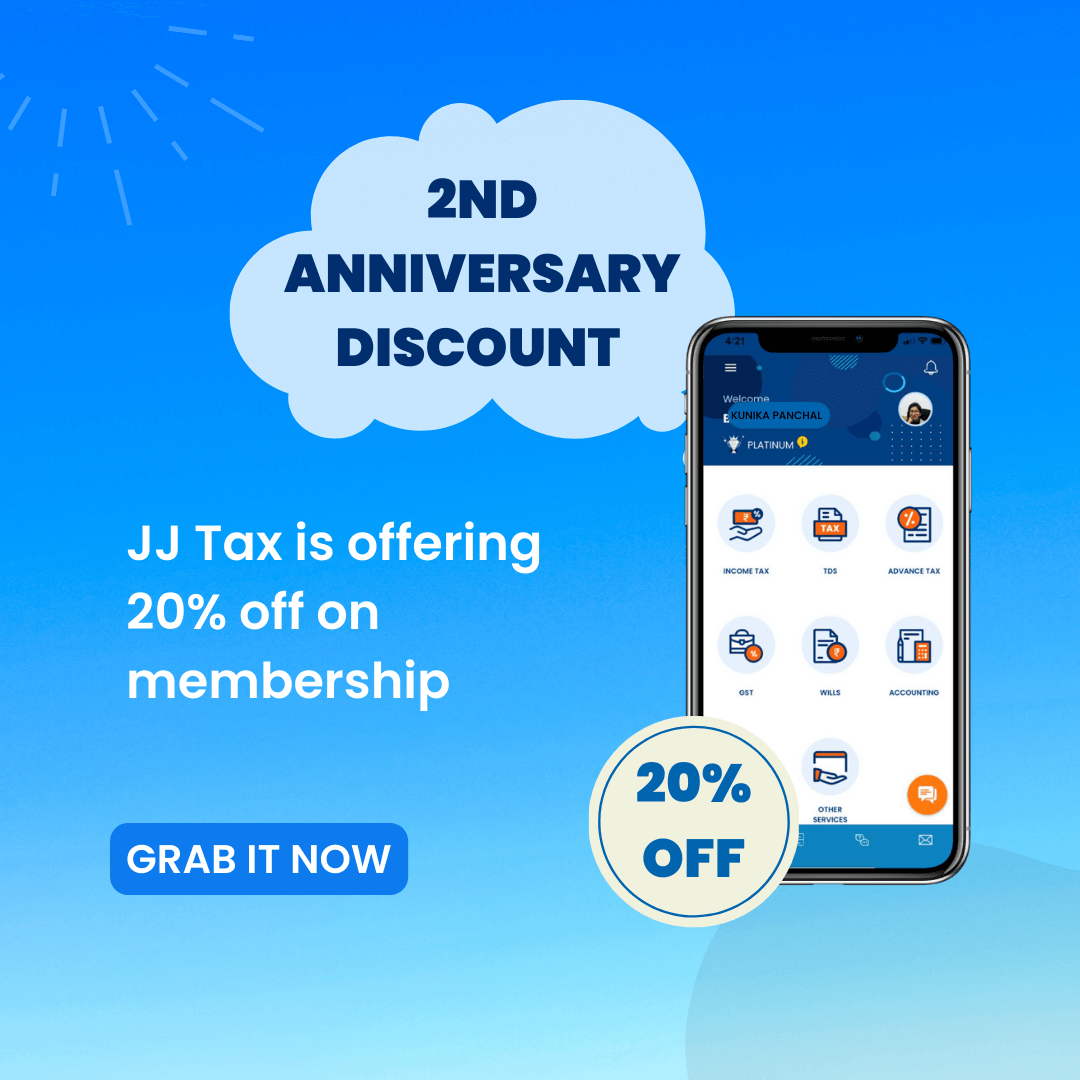 2ND
ANNIVERSARY
DISCOUNT
4:21
Welcome
KUNIKA PANCHAL
PLATINUM
JJ Tax is offering
20% off on
membership
INCOME TAX
TAX
TDS
ADVANCE TAX
GST
WILLS
ACCOUNTING
OTHER
SERVICES
20%
OFF
GRAB IT NOW